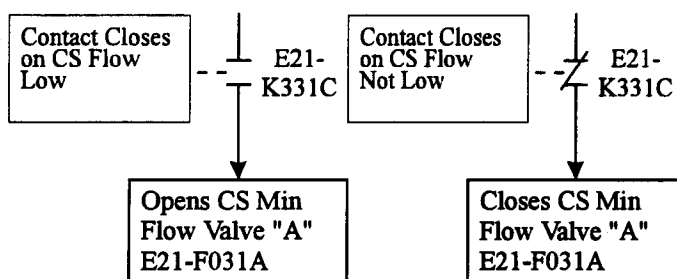 Contact Closes
on CS Flow
Low
E21-
K331C
Contact Closes
on CS Flow
Not Low
E21-
K331C
Opens CS Min
Flow Valve "A"
E21-F031A
Closes CS Min
Flow Valve "A"
E21-F031A